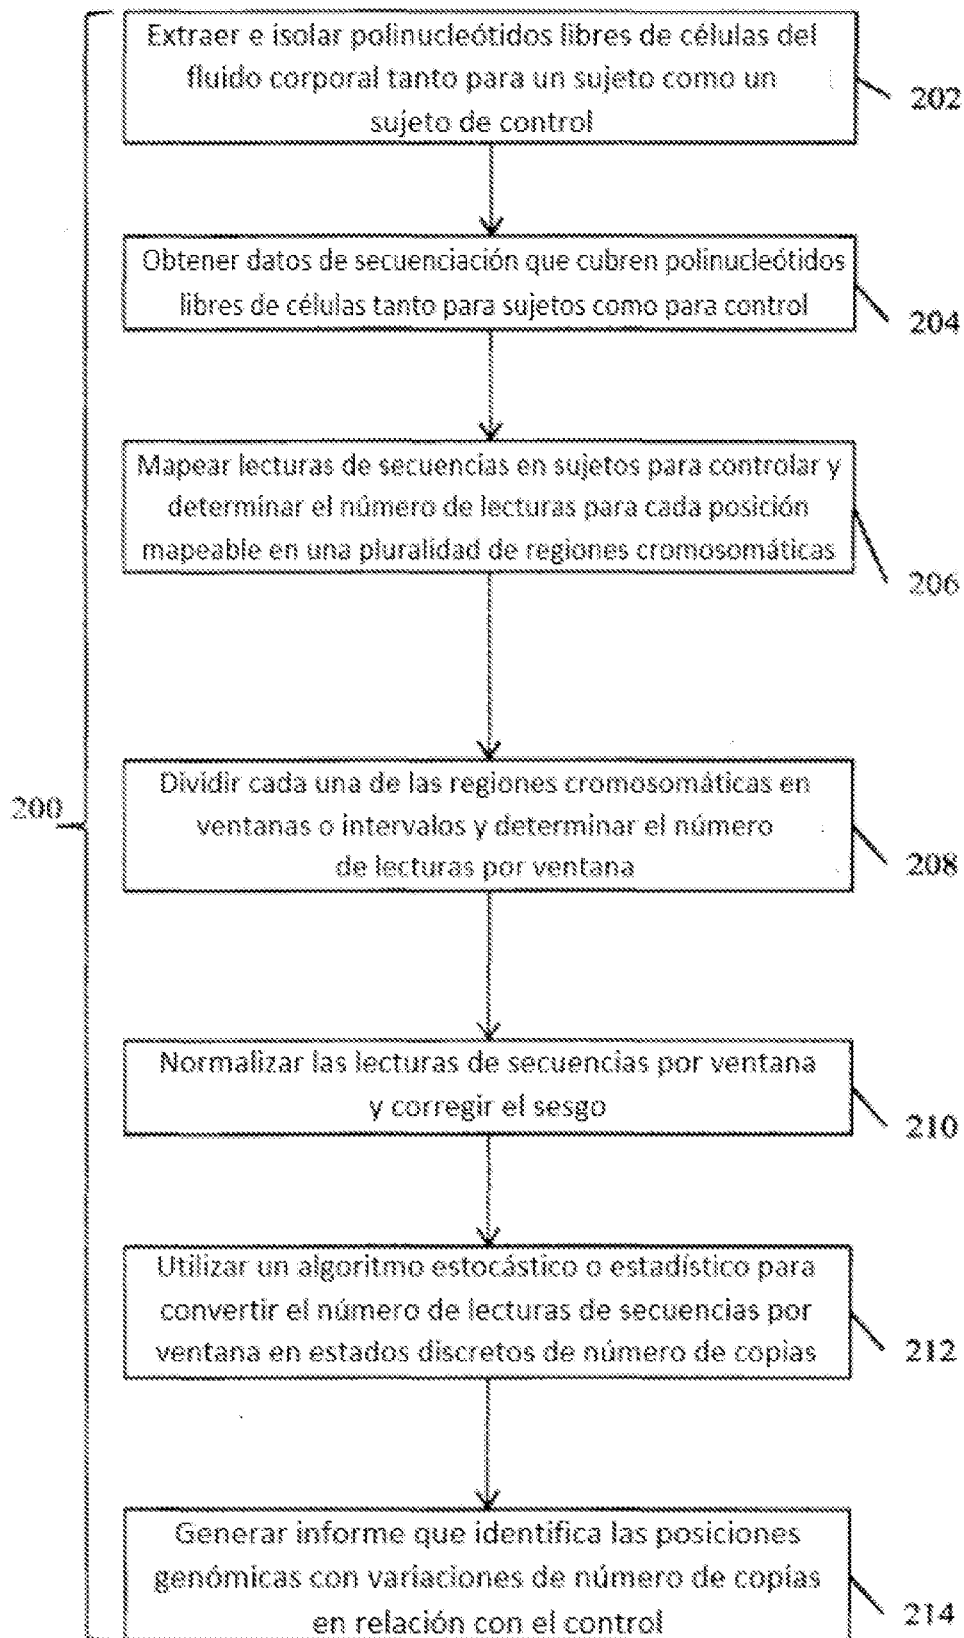 Extraer e isolar polinucleótidos libres de células del
fluido corporal tanto para un sujeto como un
sujeto de control
202
Obtener datos de secuenciación que cubren polinucleótidos
libres de células tanto para sujetos como para control
204
Mapear lecturas de secuencias en sujetos para controlar y
determinar el número de lecturas para cada posición
mapeable en una pluralidad de regiones cromosomáticas
206
Dividir cada una de las regiones cromosomáticas en
ventanas o intervalos y determinar el número
de lecturas por ventana
200
208
Normalizar las lecturas de secuencias por ventana
y corregir el sesgo
210
Utilizar un algoritmo estocástico o estadístico para
convertir el número de lecturas de secuencias por
ventana en estados discretos de número de copias
212
Generar informe que identifica las posiciones
genómicas con variaciones de número de copias
en relación con el control
214